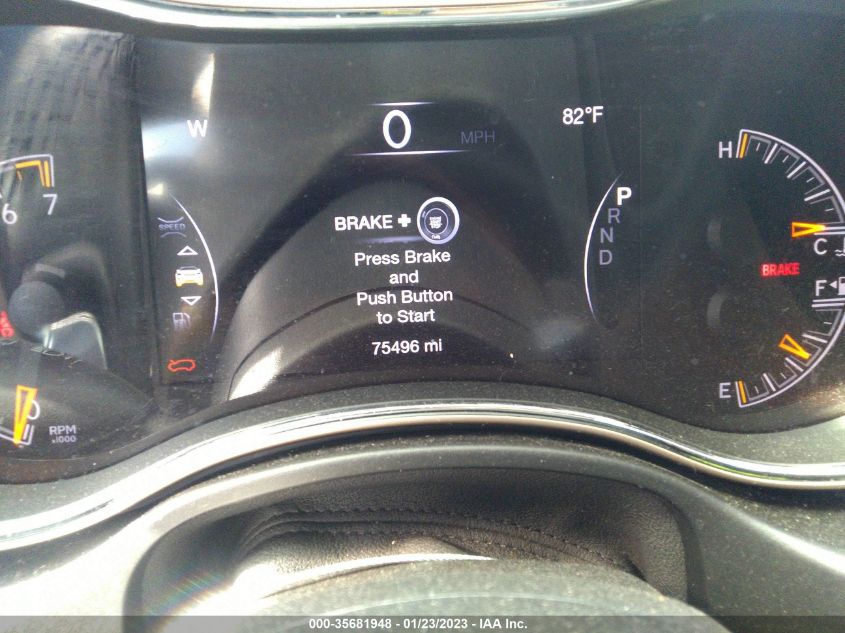 W
0 MPH
82°F
H
6 7
SPEED
BRAKE +
P
R
N
D
Press Brake
and
Push Button
to Start
75496 mi
C
BRAKE
F
E
0
RPM
x1000
000-35681948 - 01/23/2023 - IAA Inc.